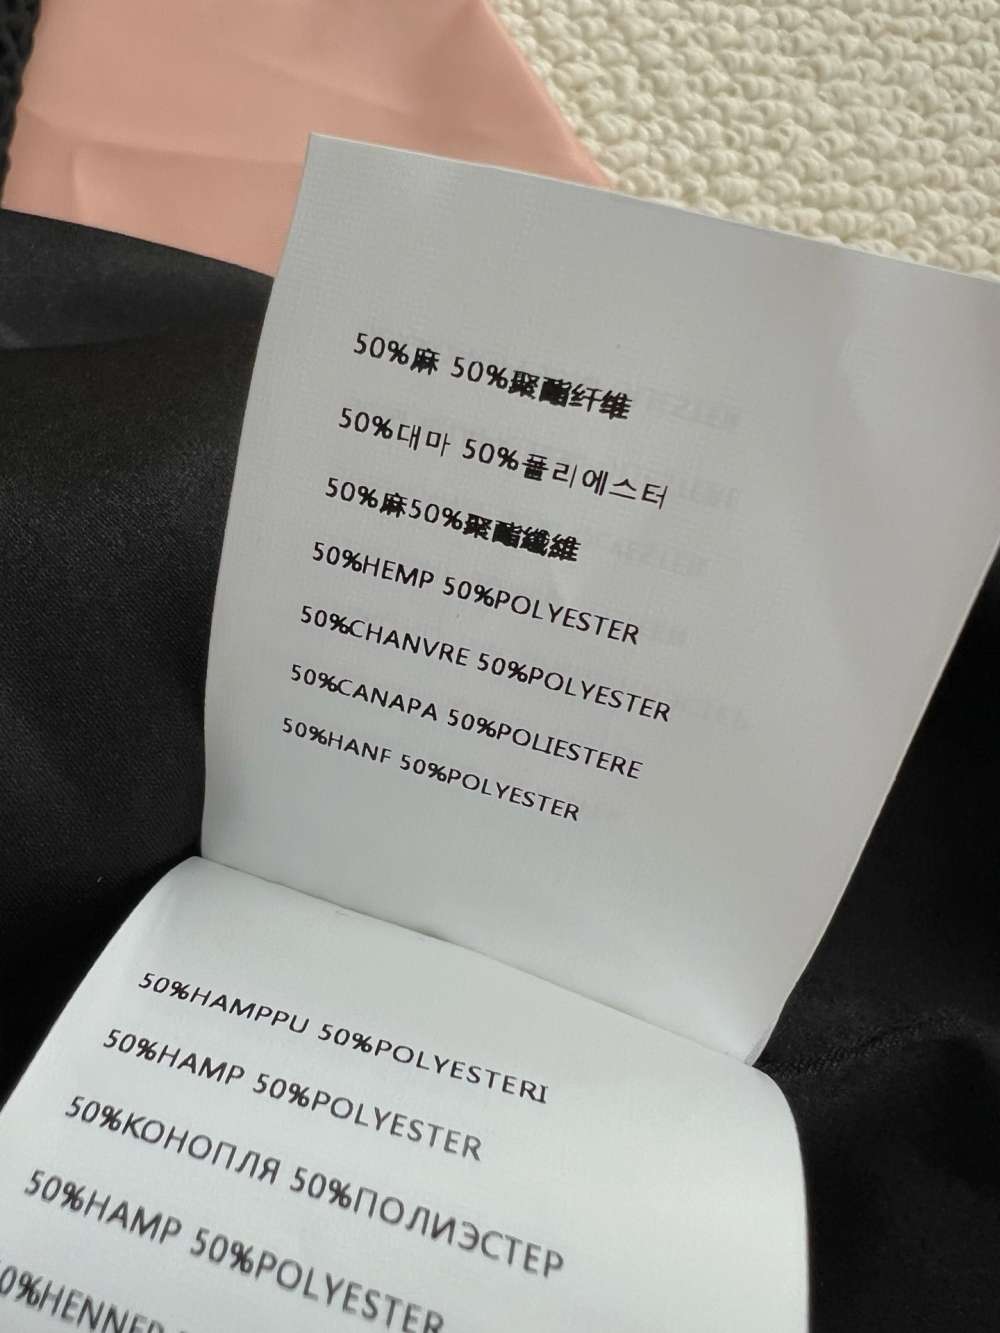 50%麻 50%聚酯纤维
50%대마 50%폴리에스터
50%麻50%聚酯纖維
50%HEMP 50%POLYESTER
50%CHANVRE 50%POLYESTER
50%CANAPA 50%POLIESTERE
50%HANF 50%POLYESTER
50%HAMPPU 50%POLYESTERI
50%HAMP 50%POLYESTER
50%КОНОПЛЯ 50%ПОЛИЭСТЕР
50%HAMP 50%POLYESTER